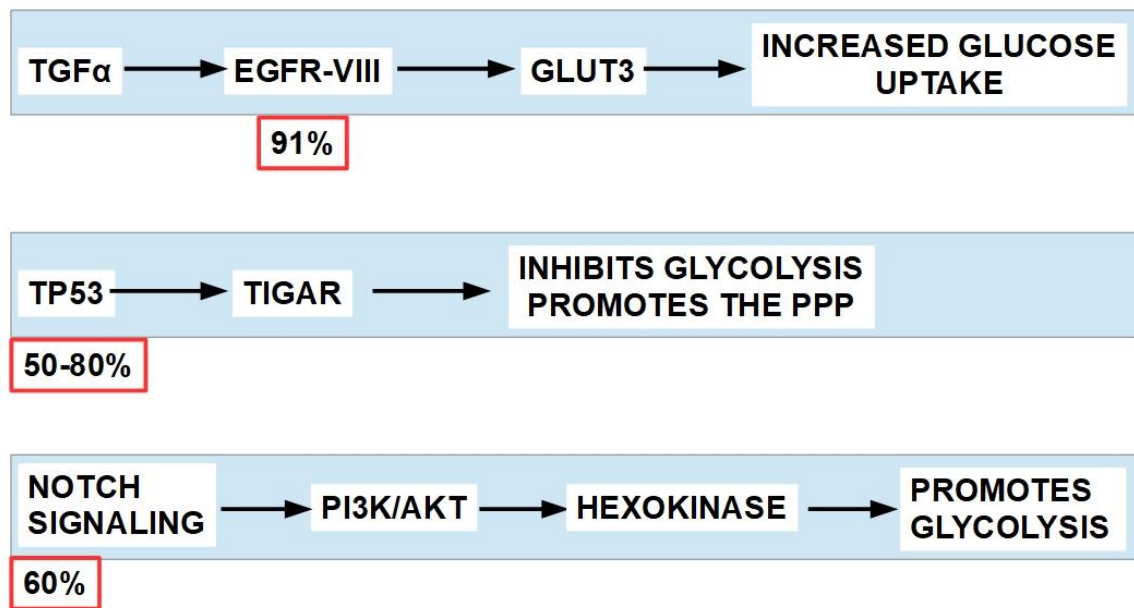 TGFα EGFR-VIII GLUT3 INCREASED GLUCOSE
UPTAKE
91%
TP53 TIGAR INHIBITS GLYCOLYSIS
PROMOTES THE PPP
50-80%
NOTCH
SIGNALING
PI3K/AKT
HEXOKINASE
PROMOTES
GLYCOLYSIS
60%